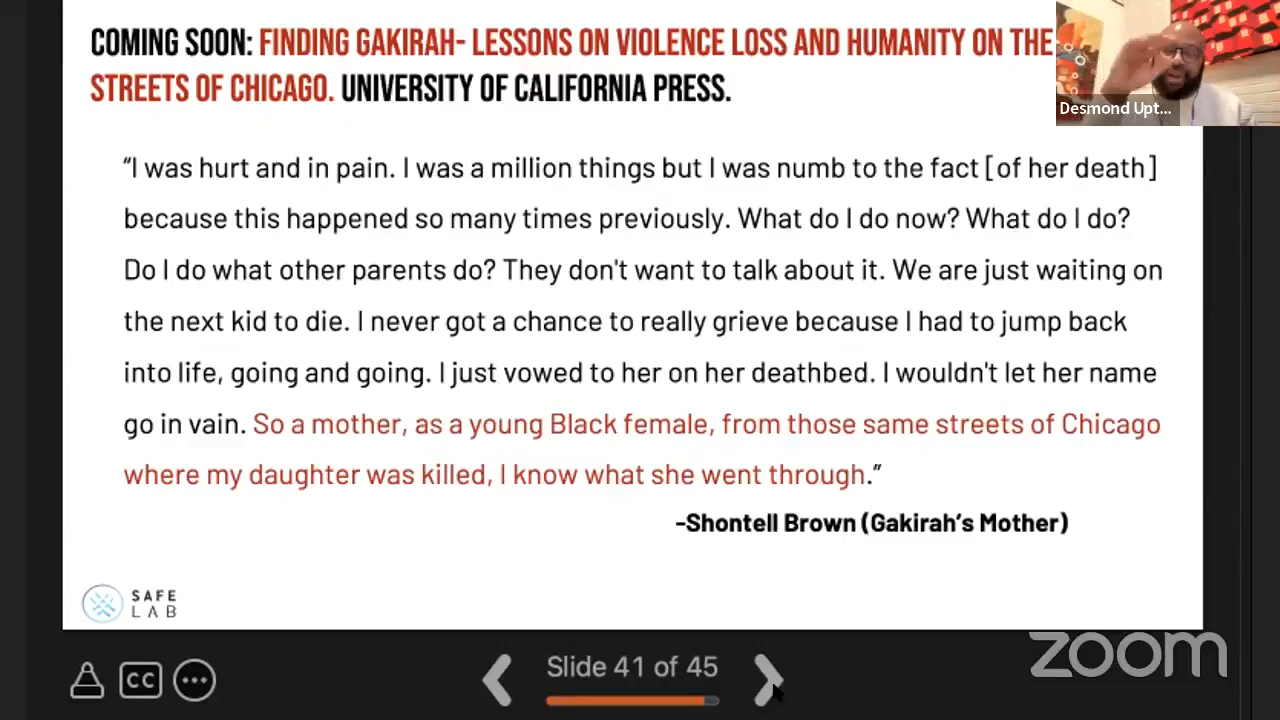 COMING SOON: FINDING GAKIRAH- LESSONS ON VIOLENCE LOSS AND HUMANITY ON THE
STREETS OF CHICAGO. UNIVERSITY OF CALIFORNIA PRESS.
Desmond Upt...
“I was hurt and in pain. I was a million things but I was numb to the fact [of her death]
because this happened so many times previously. What do I do now? What do I do?
Do I do what other parents do? They don't want to talk about it. We are just waiting on
the next kid to die. I never got a chance to really grieve because I had to jump back
into life, going and going. I just vowed to her on her deathbed. I wouldn't let her name
go in vain. So a mother, as a young Black female, from those same streets of Chicago
where my daughter was killed, I know what she went through.”
-Shontell Brown (Gakirah’s Mother)
SAFE
LAB
CC
Slide 41 of 45
zoom